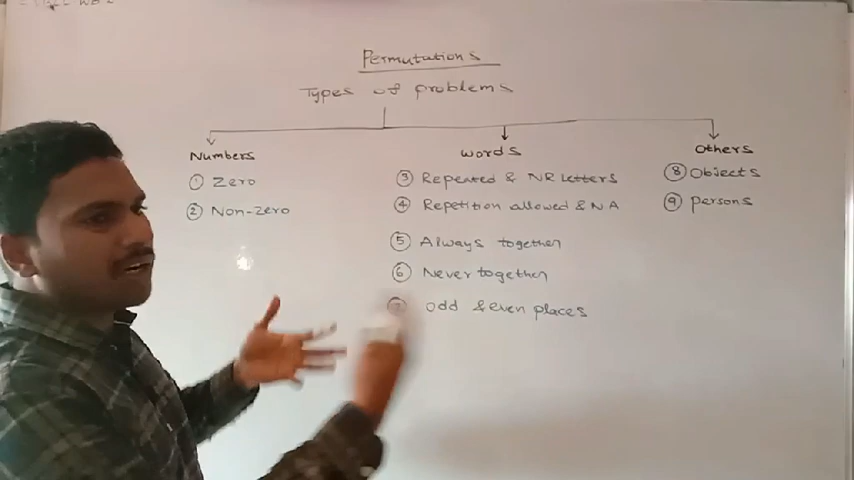 Permutations
Types of problems
Numbers
① Zero
② Non-zero
words
③ Repeated & NR Letters
④ Repetition allowed & N A
⑤ Always together
⑥ Never together
odd & even places
Others
⑧ Objects
⑨ persons